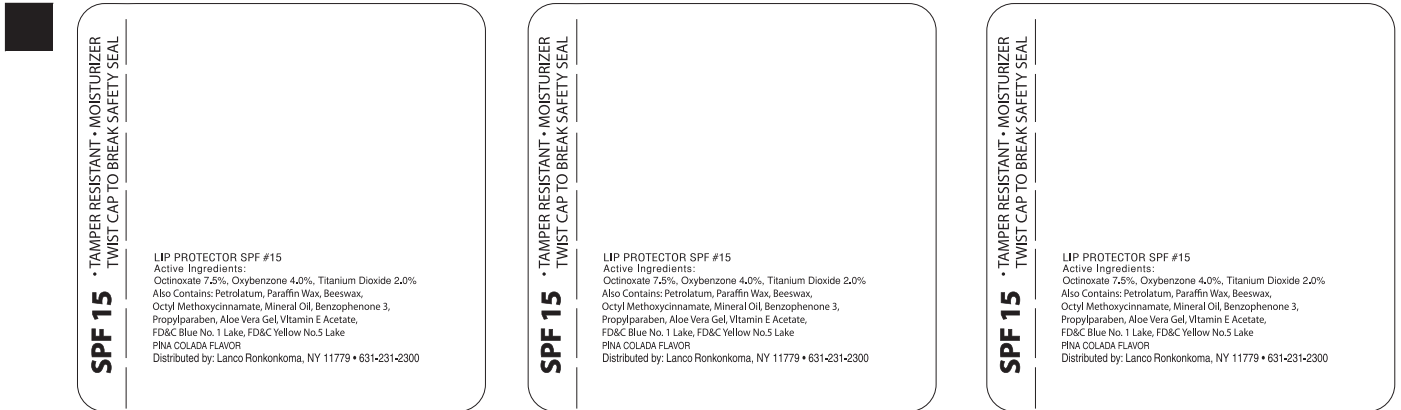 SPF 15 • TAMPER RESISTANT • MOISTURIZER
TWIST CAP TO BREAK SAFETY SEAL
LIP PROTECTOR SPF #15
Active Ingredients:
Octinoxate 7.5%, Oxybenzone 4.0%, Titanium Dioxide 2.0%
Also Contains: Petrolatum, Paraffin Wax, Beeswax,
Octyl Methoxycinnamate, Mineral Oil, Benzophenone 3,
Propylparaben, Aloe Vera Gel, VItamin E Acetate,
FD&C Blue No. 1 Lake, FD&C Yellow No.5 Lake
PINA COLADA FLAVOR
Distributed by: Lanco Ronkonkoma, NY 11779 • 631-231-2300
SPF 15 • TAMPER RESISTANT • MOISTURIZER
TWIST CAP TO BREAK SAFETY SEAL
LIP PROTECTOR SPF #15
Active Ingredients:
Octinoxate 7.5%, Oxybenzone 4.0%, Titanium Dioxide 2.0%
Also Contains: Petrolatum, Paraffin Wax, Beeswax,
Octyl Methoxycinnamate, Mineral Oil, Benzophenone 3,
Propylparaben, Aloe Vera Gel, VItamin E Acetate,
FD&C Blue No. 1 Lake, FD&C Yellow No.5 Lake
PINA COLADA FLAVOR
Distributed by: Lanco Ronkonkoma, NY 11779 • 631-231-2300
SPF 15 • TAMPER RESISTANT • MOISTURIZER
TWIST CAP TO BREAK SAFETY SEAL
LIP PROTECTOR SPF #15
Active Ingredients:
Octinoxate 7.5%, Oxybenzone 4.0%, Titanium Dioxide 2.0%
Also Contains: Petrolatum, Paraffin Wax, Beeswax,
Octyl Methoxycinnamate, Mineral Oil, Benzophenone 3,
Propylparaben, Aloe Vera Gel, VItamin E Acetate,
FD&C Blue No. 1 Lake, FD&C Yellow No.5 Lake
PINA COLADA FLAVOR
Distributed by: Lanco Ronkonkoma, NY 11779 • 631-231-2300